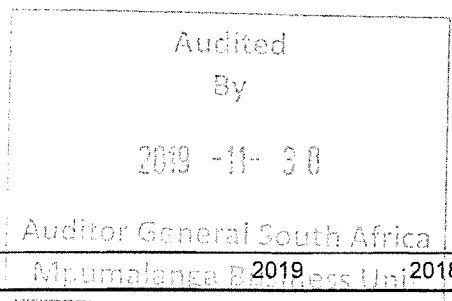 Audited
By
2019 -11- 30
Auditor General South Africa
Mpumalanga Business Unit
2019 2018